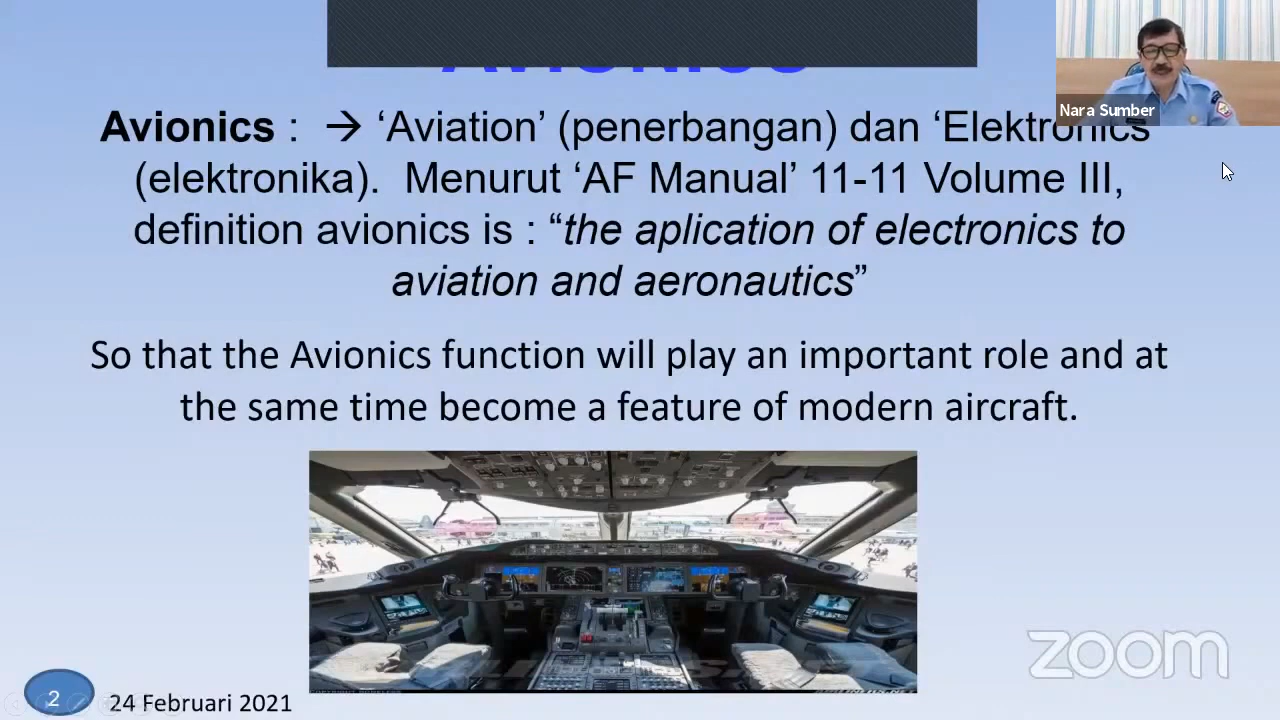 Nara Sumber
Avionics : → ‘Aviation’ (penerbangan) dan ‘Elektronics
(elektronika). Menurut ‘AF Manual’ 11-11 Volume III,
definition avionics is : “the aplication of electronics to
aviation and aeronautics”
So that the Avionics function will play an important role and at
the same time become a feature of modern aircraft.
zoom
2
24 Februari 2021